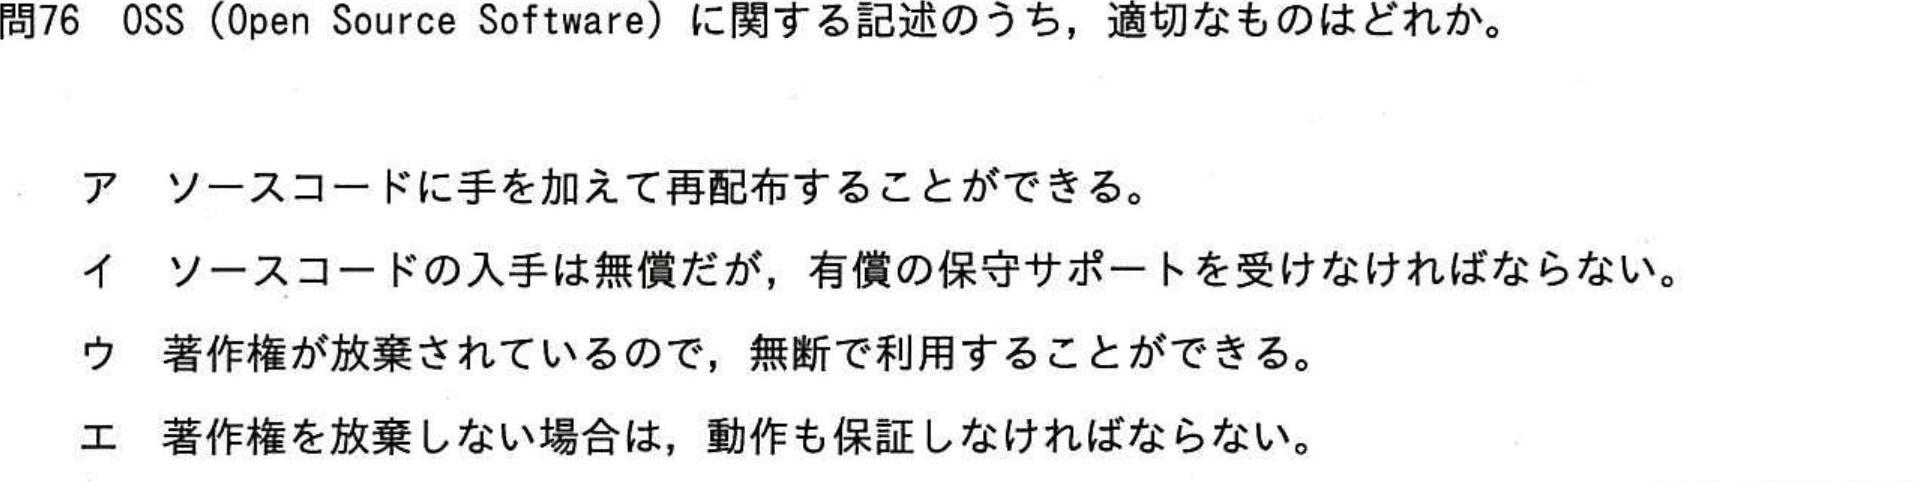 問76 OSS（Open Source Software）に関する記述のうち，適切なものはどれか。
ア ソースコードに手を加えて再配布することができる。
イ ソースコードの入手は無償だが，有償の保守サポートを受けなければならない。
ウ 著作権が放棄されているので，無断で利用することができる。
エ 著作権を放棄しない場合は，動作も保証しなければならない。